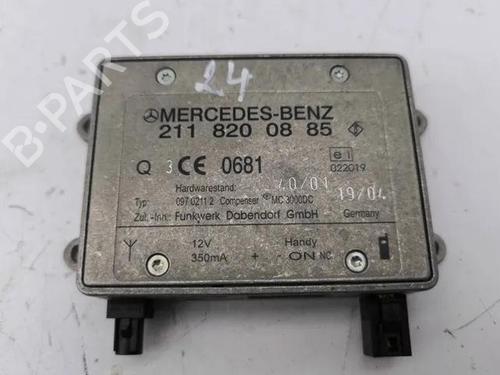 B-PARTS
24
MERCEDES-BENZ
211 820 08 85
Q 3 CE 0681 e1
022019
Hardwarestand: 40/01 19/04
Typ: 097 0211 2 Compenser MC 3000DC
Zul.-Inh.: Funkwerk Dabendorf GmbH Germany
12V Handy
350mA + - ON NC